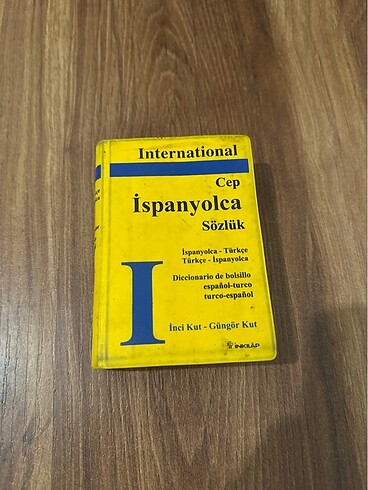 International
Cep
İspanyolca
Sözlük
İspanyolca - Türkçe
Türkçe - İspanyolca
Diccionario de bolsillo
español-turco
turco-español
I
İnci Kut - Güngör Kut
İNKILÂP